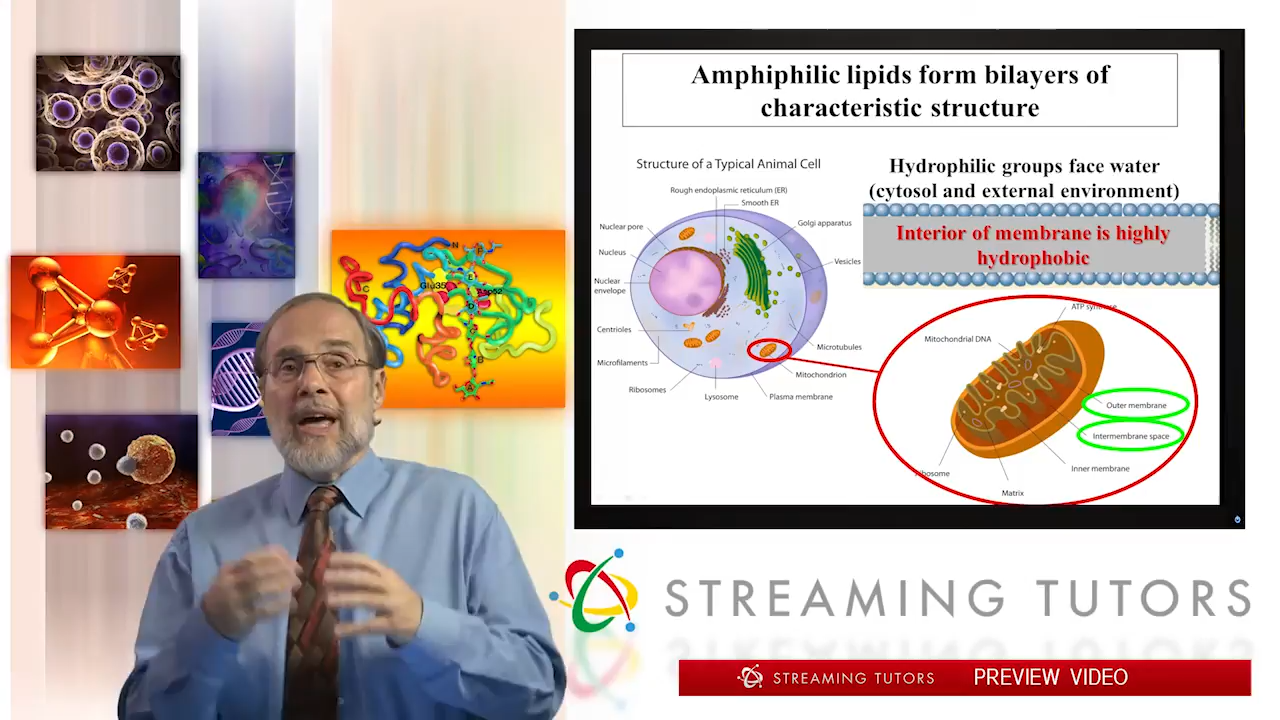 Amphiphilic lipids form bilayers of
characteristic structure
Structure of a Typical Animal Cell
Rough endoplasmic reticulum (ER)
Smooth ER
Golgi apparatus
Nuclear pore
Nucleus
Vesicles
Nuclear
envelope
Centrioles
Microtubules
Microfilaments
Mitochondrion
Ribosomes
Lysosome
Plasma membrane
Hydrophilic groups face water
(cytosol and external environment)
Interior of membrane is highly
hydrophobic
ATP synthase
Mitochondrial DNA
Outer membrane
Intermembrane space
Inner membrane
Ribosome
Matrix
N
F
E
Glu35
Asp52
C
D
B
STREAMING TUTORS
STREAMING TUTORS PREVIEW VIDEO